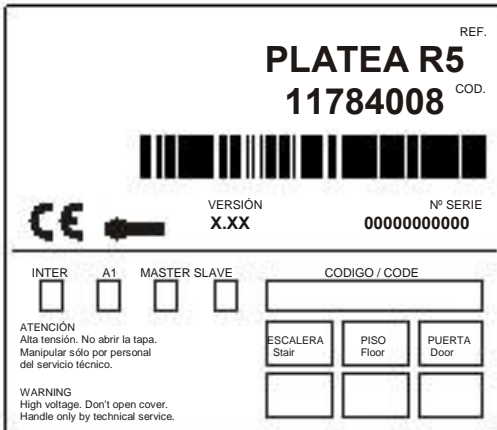 REF.
PLATEA R5
11784008 COD.
CE
VERSIÓN Nº SERIE
X.XX 00000000000
INTER A1 MASTER SLAVE CODIGO / CODE
ATENCIÓN
Alta tensión. No abrir la tapa.
Manipular sólo por personal
del servicio técnico.
ESCALERA PISO PUERTA
Stair Floor Door
WARNING
High voltage. Don't open cover.
Handle only by technical service.